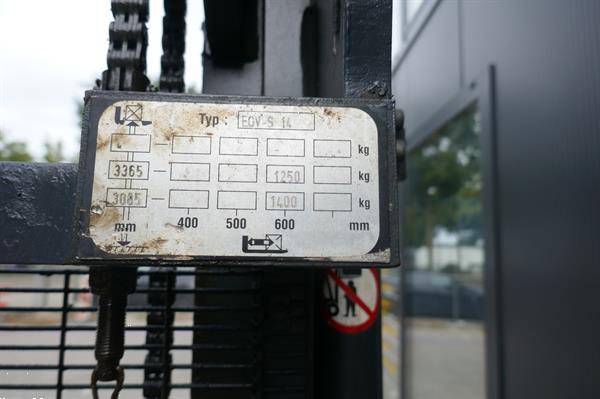 Typ. : EGV-S 14
kg
3365 1250 kg
3085 1400 kg
mm 400 500 600 mm